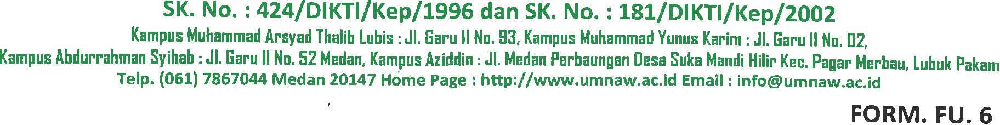 SK. No. : 424/DIKTI/Kep/1996 dan SK. No. : 181/DIKTI/Kep/2002
Kampus Muhammad Arsyad Thalib Lubis : Jl. Garu II No. 93, Kampus Muhammad Yunus Karim : Jl. Garu II No. 02,
Kampus Abdurrahman Syihab : Jl. Garu II No. 52 Medan, Kampus Aziddin : Jl. Medan Perbaungan Desa Suka Mandi Hilir Kec. Pagar Merbau, Lubuk Pakam
Telp. (061) 7867044 Medan 20147 Home Page : http://www.umnaw.ac.id Email : info@umnaw.ac.id
FORM. FU. 6